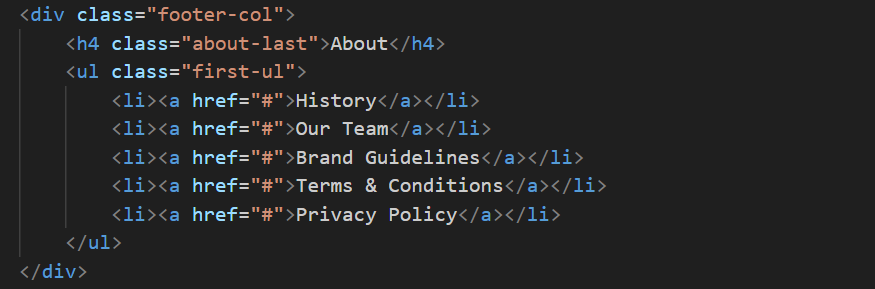 <div class="footer-col">
<h4 class="about-last">About</h4>
<ul class="first-ul">
<li><a href="#">History</a></li>
<li><a href="#">Our Team</a></li>
<li><a href="#">Brand Guidelines</a></li>
<li><a href="#">Terms & Conditions</a></li>
<li><a href="#">Privacy Policy</a></li>
</ul>
</div>